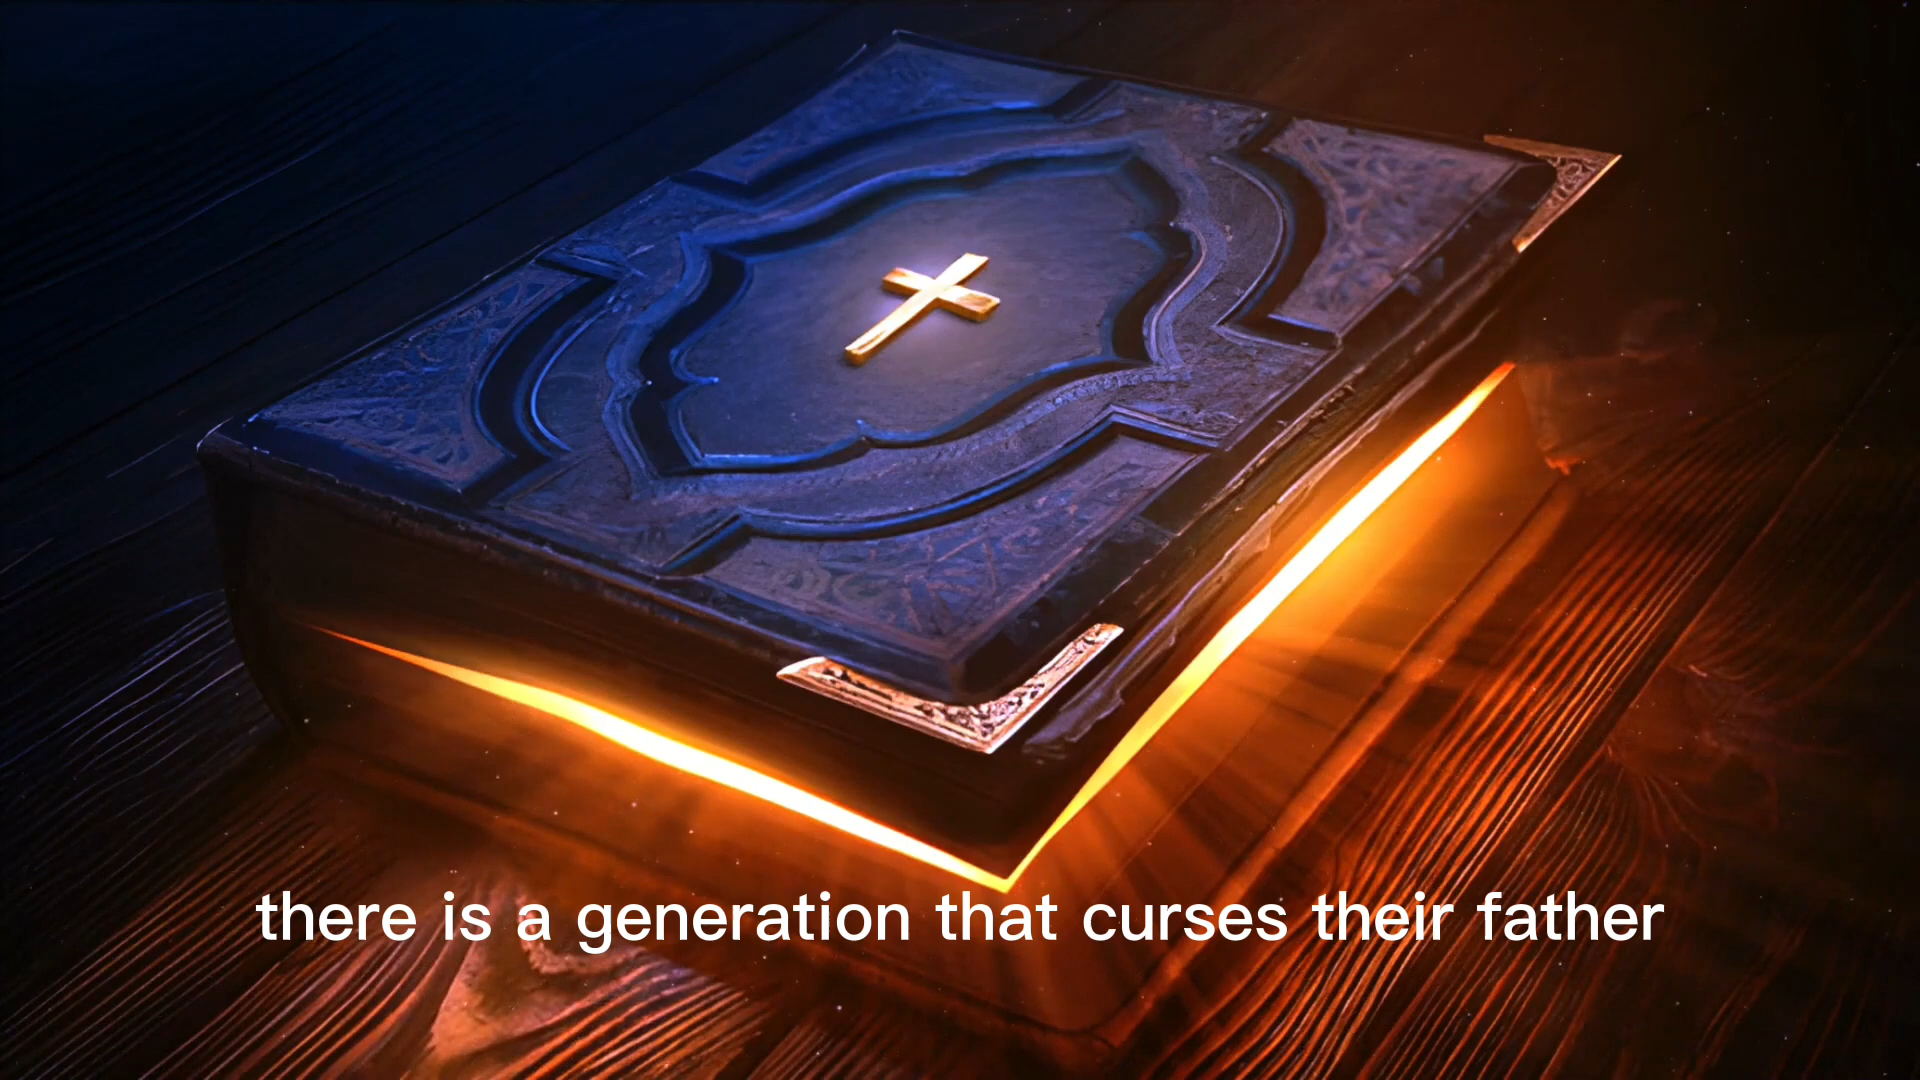 there is a generation that curses their father